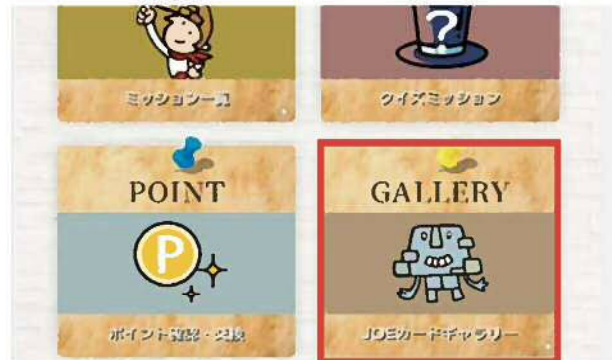 ミッション一覧
クイズミッション
?
POINT
GALLERY
P
ポイント確認・交換
JOEカードギャラリー